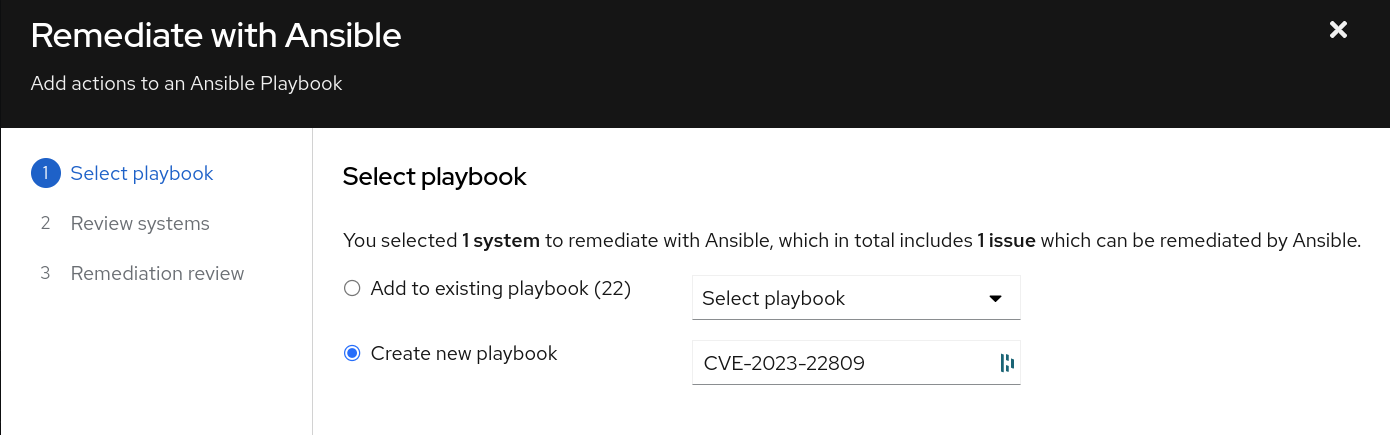 Remediate with Ansible
Add actions to an Ansible Playbook
1 Select playbook
2 Review systems
3 Remediation review
Select playbook
You selected 1 system to remediate with Ansible, which in total includes 1 issue which can be remediated by Ansible.
Add to existing playbook (22)
Select playbook
Create new playbook
CVE-2023-22809